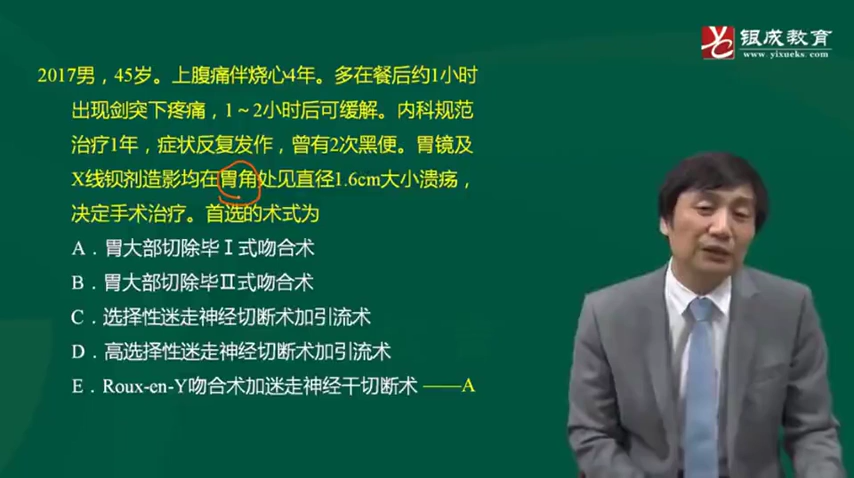 银成教育
www.yixueks.com
2017男，45岁。上腹痛伴烧心4年。多在餐后约1小时
出现剑突下疼痛，1～2小时后可缓解。内科规范
治疗1年，症状反复发作，曾有2次黑便。胃镜及
X线钡剂造影均在胃角处见直径1.6cm大小溃疡，
决定手术治疗。首选的术式为
A．胃大部切除毕Ⅰ式吻合术
B．胃大部切除毕Ⅱ式吻合术
C．选择性迷走神经切断术加引流术
D．高选择性迷走神经切断术加引流术
E．Roux-en-Y吻合术加迷走神经干切断术 ——A